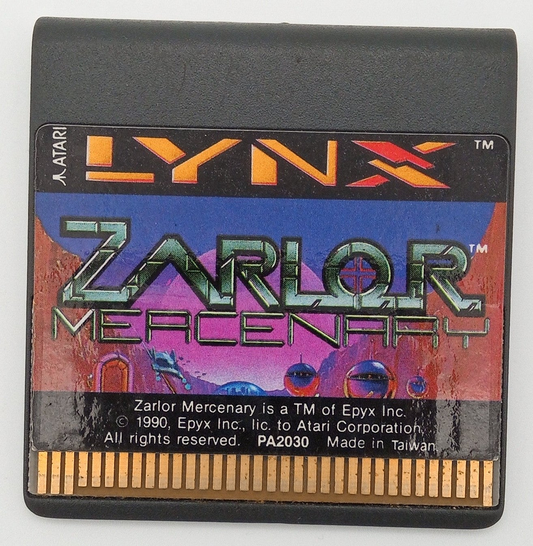 ATARI
LYNX TM
ZARLOR TM
MERCENARY
Zarlor Mercenary is a TM of Epyx Inc.
© 1990, Epyx Inc., lic. to Atari Corporation.
All rights reserved. PA2030 Made in Taiwan